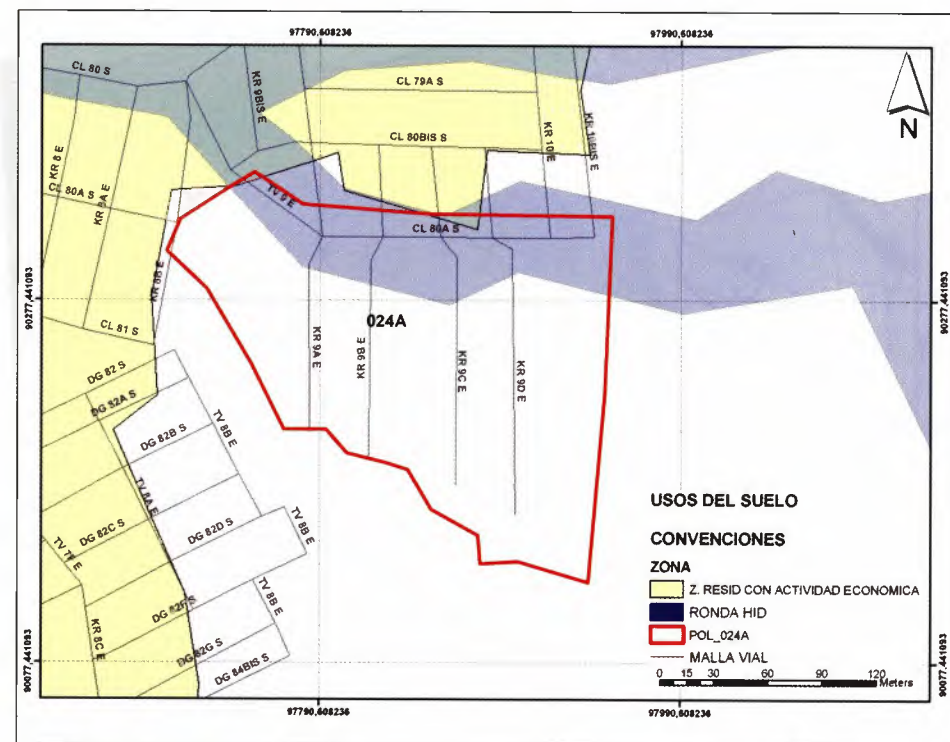 97790,608236
97990,608236
CL 80 S
CL 79A S
KR 9BIS E
CL 80BIS S
KR 10 E
KR 10BIS E
N
KR 8 E
CL 80A S
KR 8A E
TV 9 E
CL 80A S
KR 8B E
90277,441093
90277,441093
024A
CL 81 S
KR 9A E
KR 9B E
KR 9C E
KR 9D E
DG 82 S
DG 82A S
DG 82B S
TV 8B E
TV 8A E
DG 82C S
DG 82D S
TV 8B E
TV 7F E
TV 8B E
DG 82F S
KR 8C E
DG 82G S
DG 84BIS S
USOS DEL SUELO
CONVENCIONES
ZONA
Z. RESID CON ACTIVIDAD ECONOMICA
RONDA HID
POL_024A
MALLA VIAL
0 15 30 60 90 120
Meters
90077,441093
90077,441093
97790,608236
97990,608236